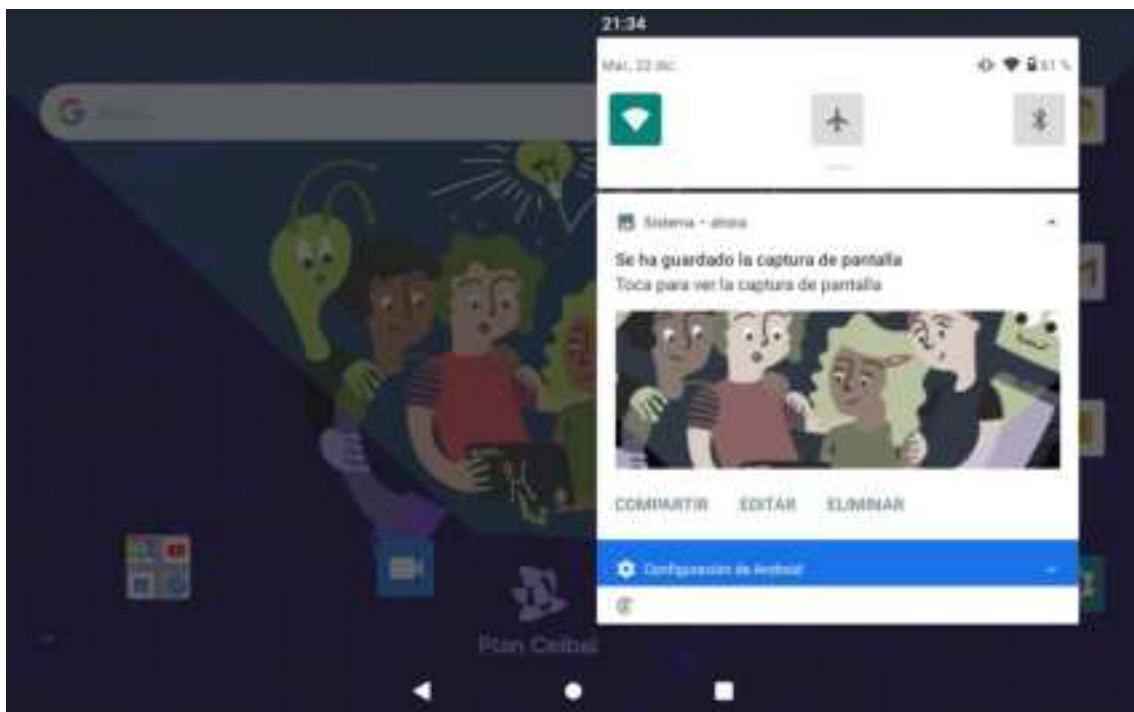 21:34
Mar., 22 dic.
61 %
Sistema • ahora
Se ha guardado la captura de pantalla
Toca para ver la captura de pantalla
COMPARTIR EDITAR ELIMINAR
Configuración de Android
Plan Ceibal